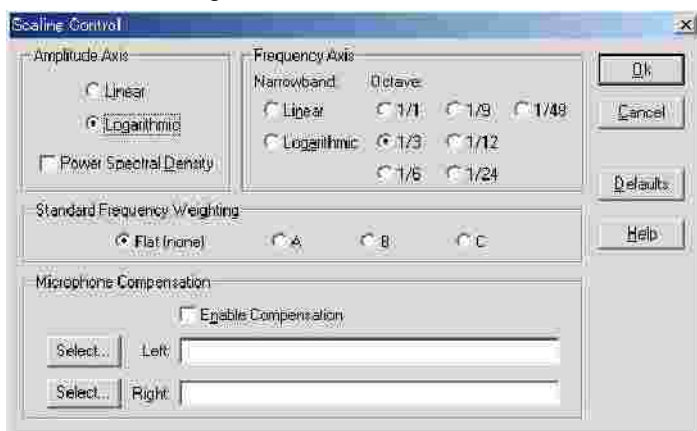 Scaling Control
Amplitude Axis
Linear
Logarithmic
Power Spectral Density
Frequency Axis
Narrowband: Octave:
Linear 1/1 1/9 1/48
Logarithmic 1/3 1/12
1/6 1/24
Ok
Cancel
Defaults
Help
Standard Frequency Weighting
Flat (none) A B C
Microphone Compensation
Enable Compensation
Select... Left:
Select... Right: